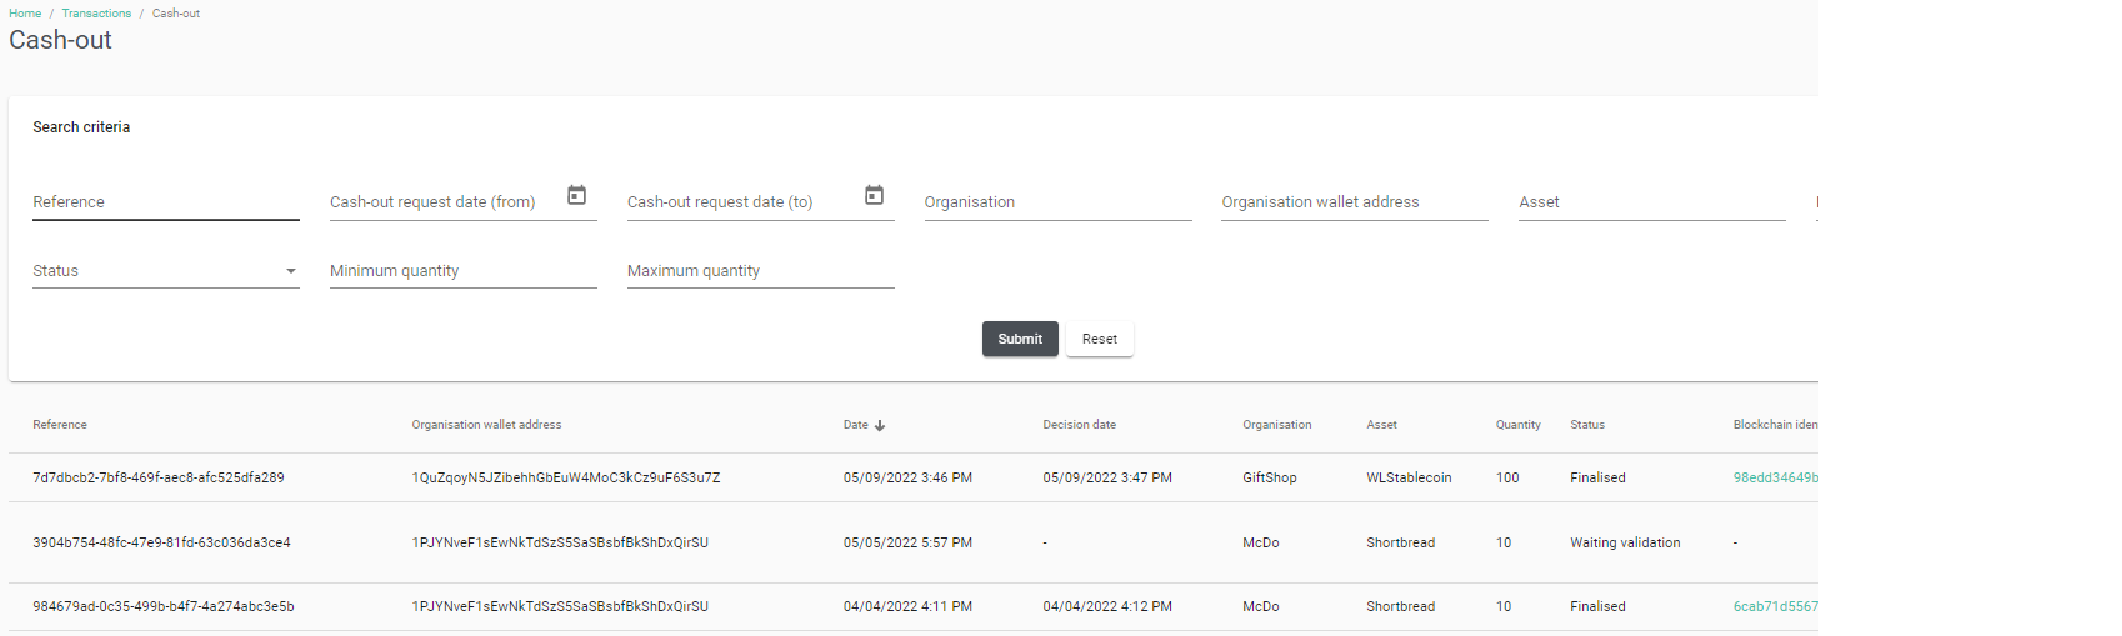 Home / Transactions / Cash-out
Cash-out
Search criteria
Reference Cash-out request date (from) Cash-out request date (to) Organisation Organisation wallet address Asset
Status Minimum quantity Maximum quantity
Submit Reset
Reference Organisation wallet address Date Decision date Organisation Asset Quantity Status Blockchain iden
7d7dbcb2-7bf8-469f-aec8-afc525dfa289 1QuZqoyN5JZibehhGbEuW4MoC3kCz9uF6S3u7Z 05/09/2022 3:46 PM 05/09/2022 3:47 PM GiftShop WLStablecoin 100 Finalised 98edd34649b
3904b754-48fc-47e9-81fd-63c036da3ce4 1PJYNveF1sEwNkTdSzS5SaSBsbfBkShDxQirSU 05/05/2022 5:57 PM - McDo Shortbread 10 Waiting validation -
984679ad-0c35-499b-b4f7-4a274abc3e5b 1PJYNveF1sEwNkTdSzS5SaSBsbfBkShDxQirSU 04/04/2022 4:11 PM 04/04/2022 4:12 PM McDo Shortbread 10 Finalised 6cab71d5567